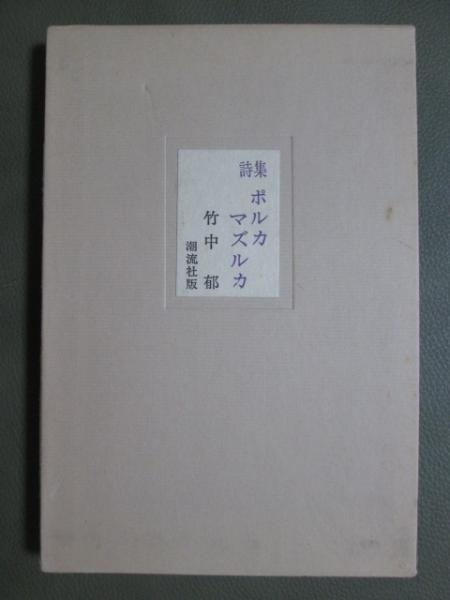 詩集
ポルカ
マズルカ
竹中郁
潮流社版